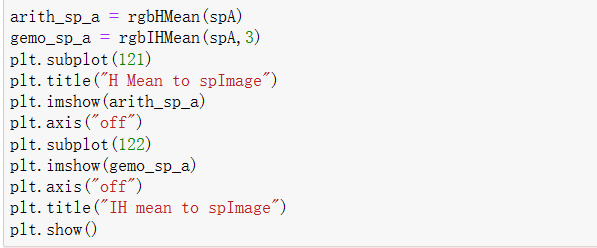 arith_sp_a = rgbHMean(spA)
gemo_sp_a = rgbIHMean(spA,3)
plt.subplot(121)
plt.title("H Mean to spImage")
plt.imshow(arith_sp_a)
plt.axis("off")
plt.subplot(122)
plt.imshow(gemo_sp_a)
plt.axis("off")
plt.title("IH mean to spImage")
plt.show()